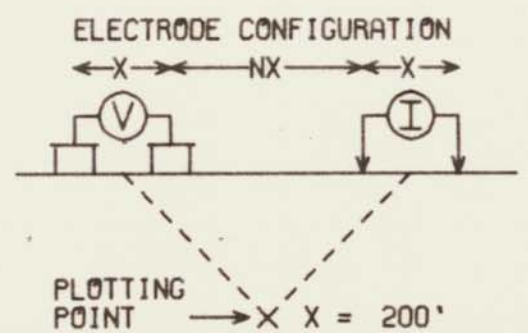 ELECTRODE CONFIGURATION
X NX X
V I
PLOTTING
POINT X X = 200'